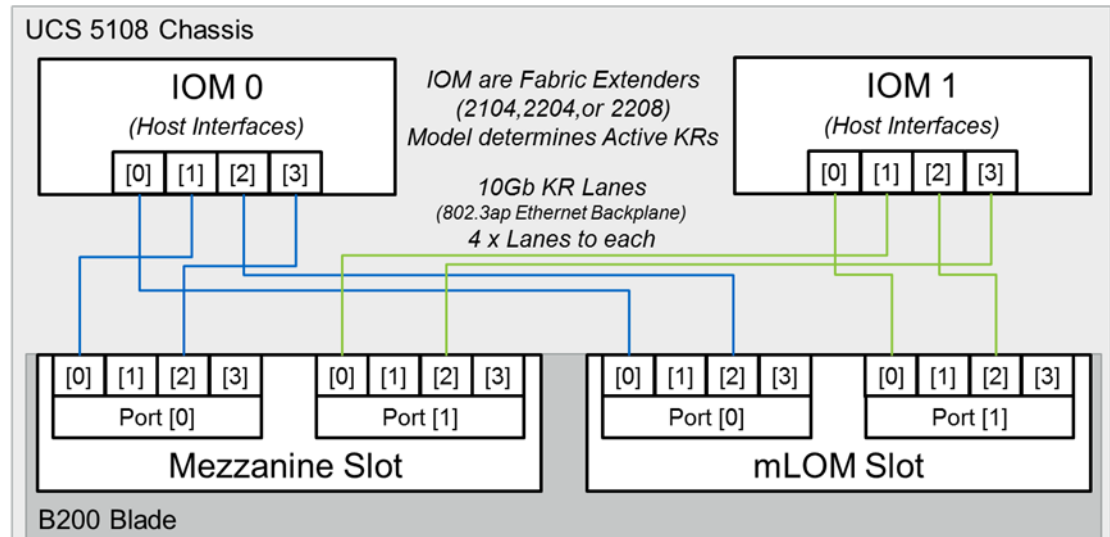 UCS 5108 Chassis
IOM 0
(Host Interfaces)
[0] [1] [2] [3]
IOM are Fabric Extenders
(2104,2204,or 2208)
Model determines Active KRs
10Gb KR Lanes
(802.3ap Ethernet Backplane)
4 x Lanes to each
IOM 1
(Host Interfaces)
[0] [1] [2] [3]
[0] [1] [2] [3]
Port [0]
[0] [1] [2] [3]
Port [1]
Mezzanine Slot
[0] [1] [2] [3]
Port [0]
[0] [1] [2] [3]
Port [1]
mLOM Slot
B200 Blade